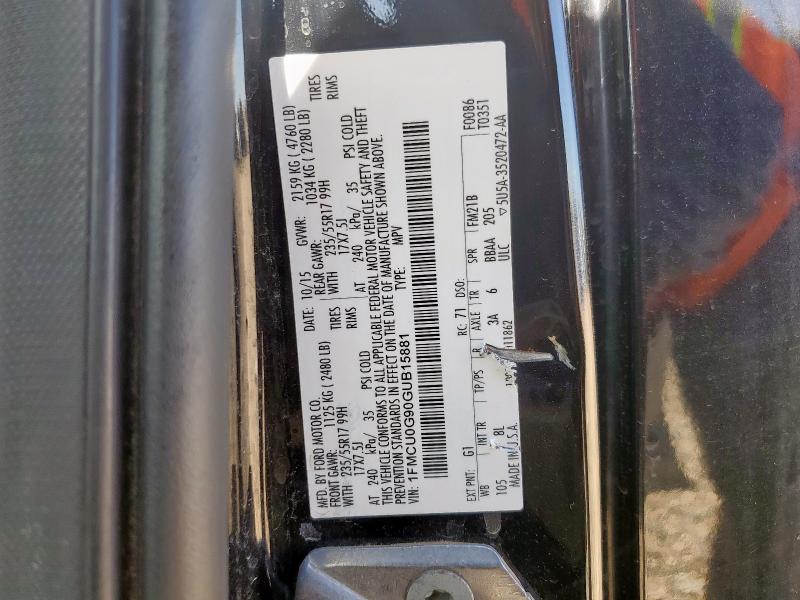 MFD. BY FORD MOTOR CO. DATE: 10/15 GVWR: 2159 KG ( 4760 LB)
FRONT GAWR: 1125 KG ( 2480 LB) REAR GAWR: 1034 KG ( 2280 LB)
WITH 235/55R17 99H TIRES WITH 235/55R17 99H TIRES
17X7.5J RIMS 17X7.5J RIMS
AT 240 kPa/ 35 PSI COLD AT 240 kPa/ 35 PSI COLD
THIS VEHICLE CONFORMS TO ALL APPLICABLE FEDERAL MOTOR VEHICLE SAFETY AND THEFT
PREVENTION STANDARDS IN EFFECT ON THE DATE OF MANUFACTURE SHOWN ABOVE.
VIN: 1FMCU0G90GUB15881 TYPE: MPV
EXT PNT: G1 RC: 71 DSO: F0086
WB INT TR TP/PS R AXLE TR SPR FM21B T0351
105 BL 3A 6 BBAA 205
MADE IN U.S.A. 11862 ULC ▽5U5A-3520472-AA